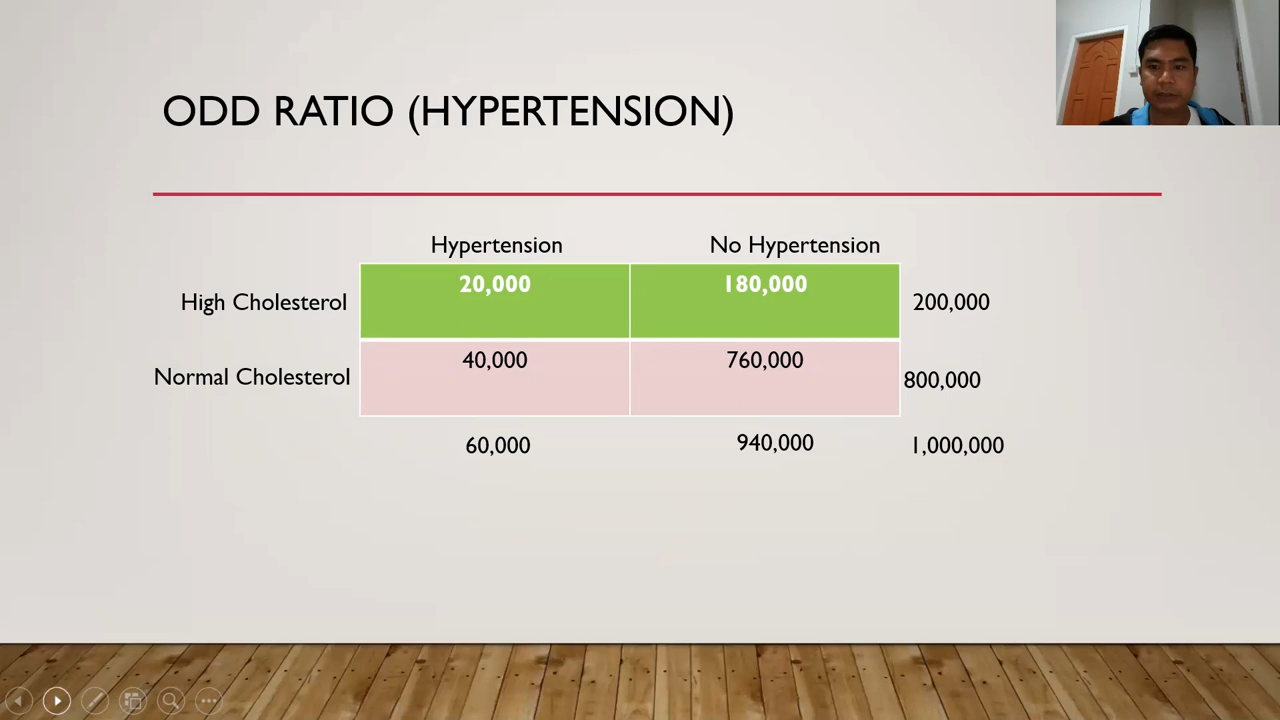 ODD RATIO (HYPERTENSION)
Hypertension No Hypertension
High Cholesterol 20,000 180,000 200,000
Normal Cholesterol 40,000 760,000 800,000
60,000 940,000 1,000,000